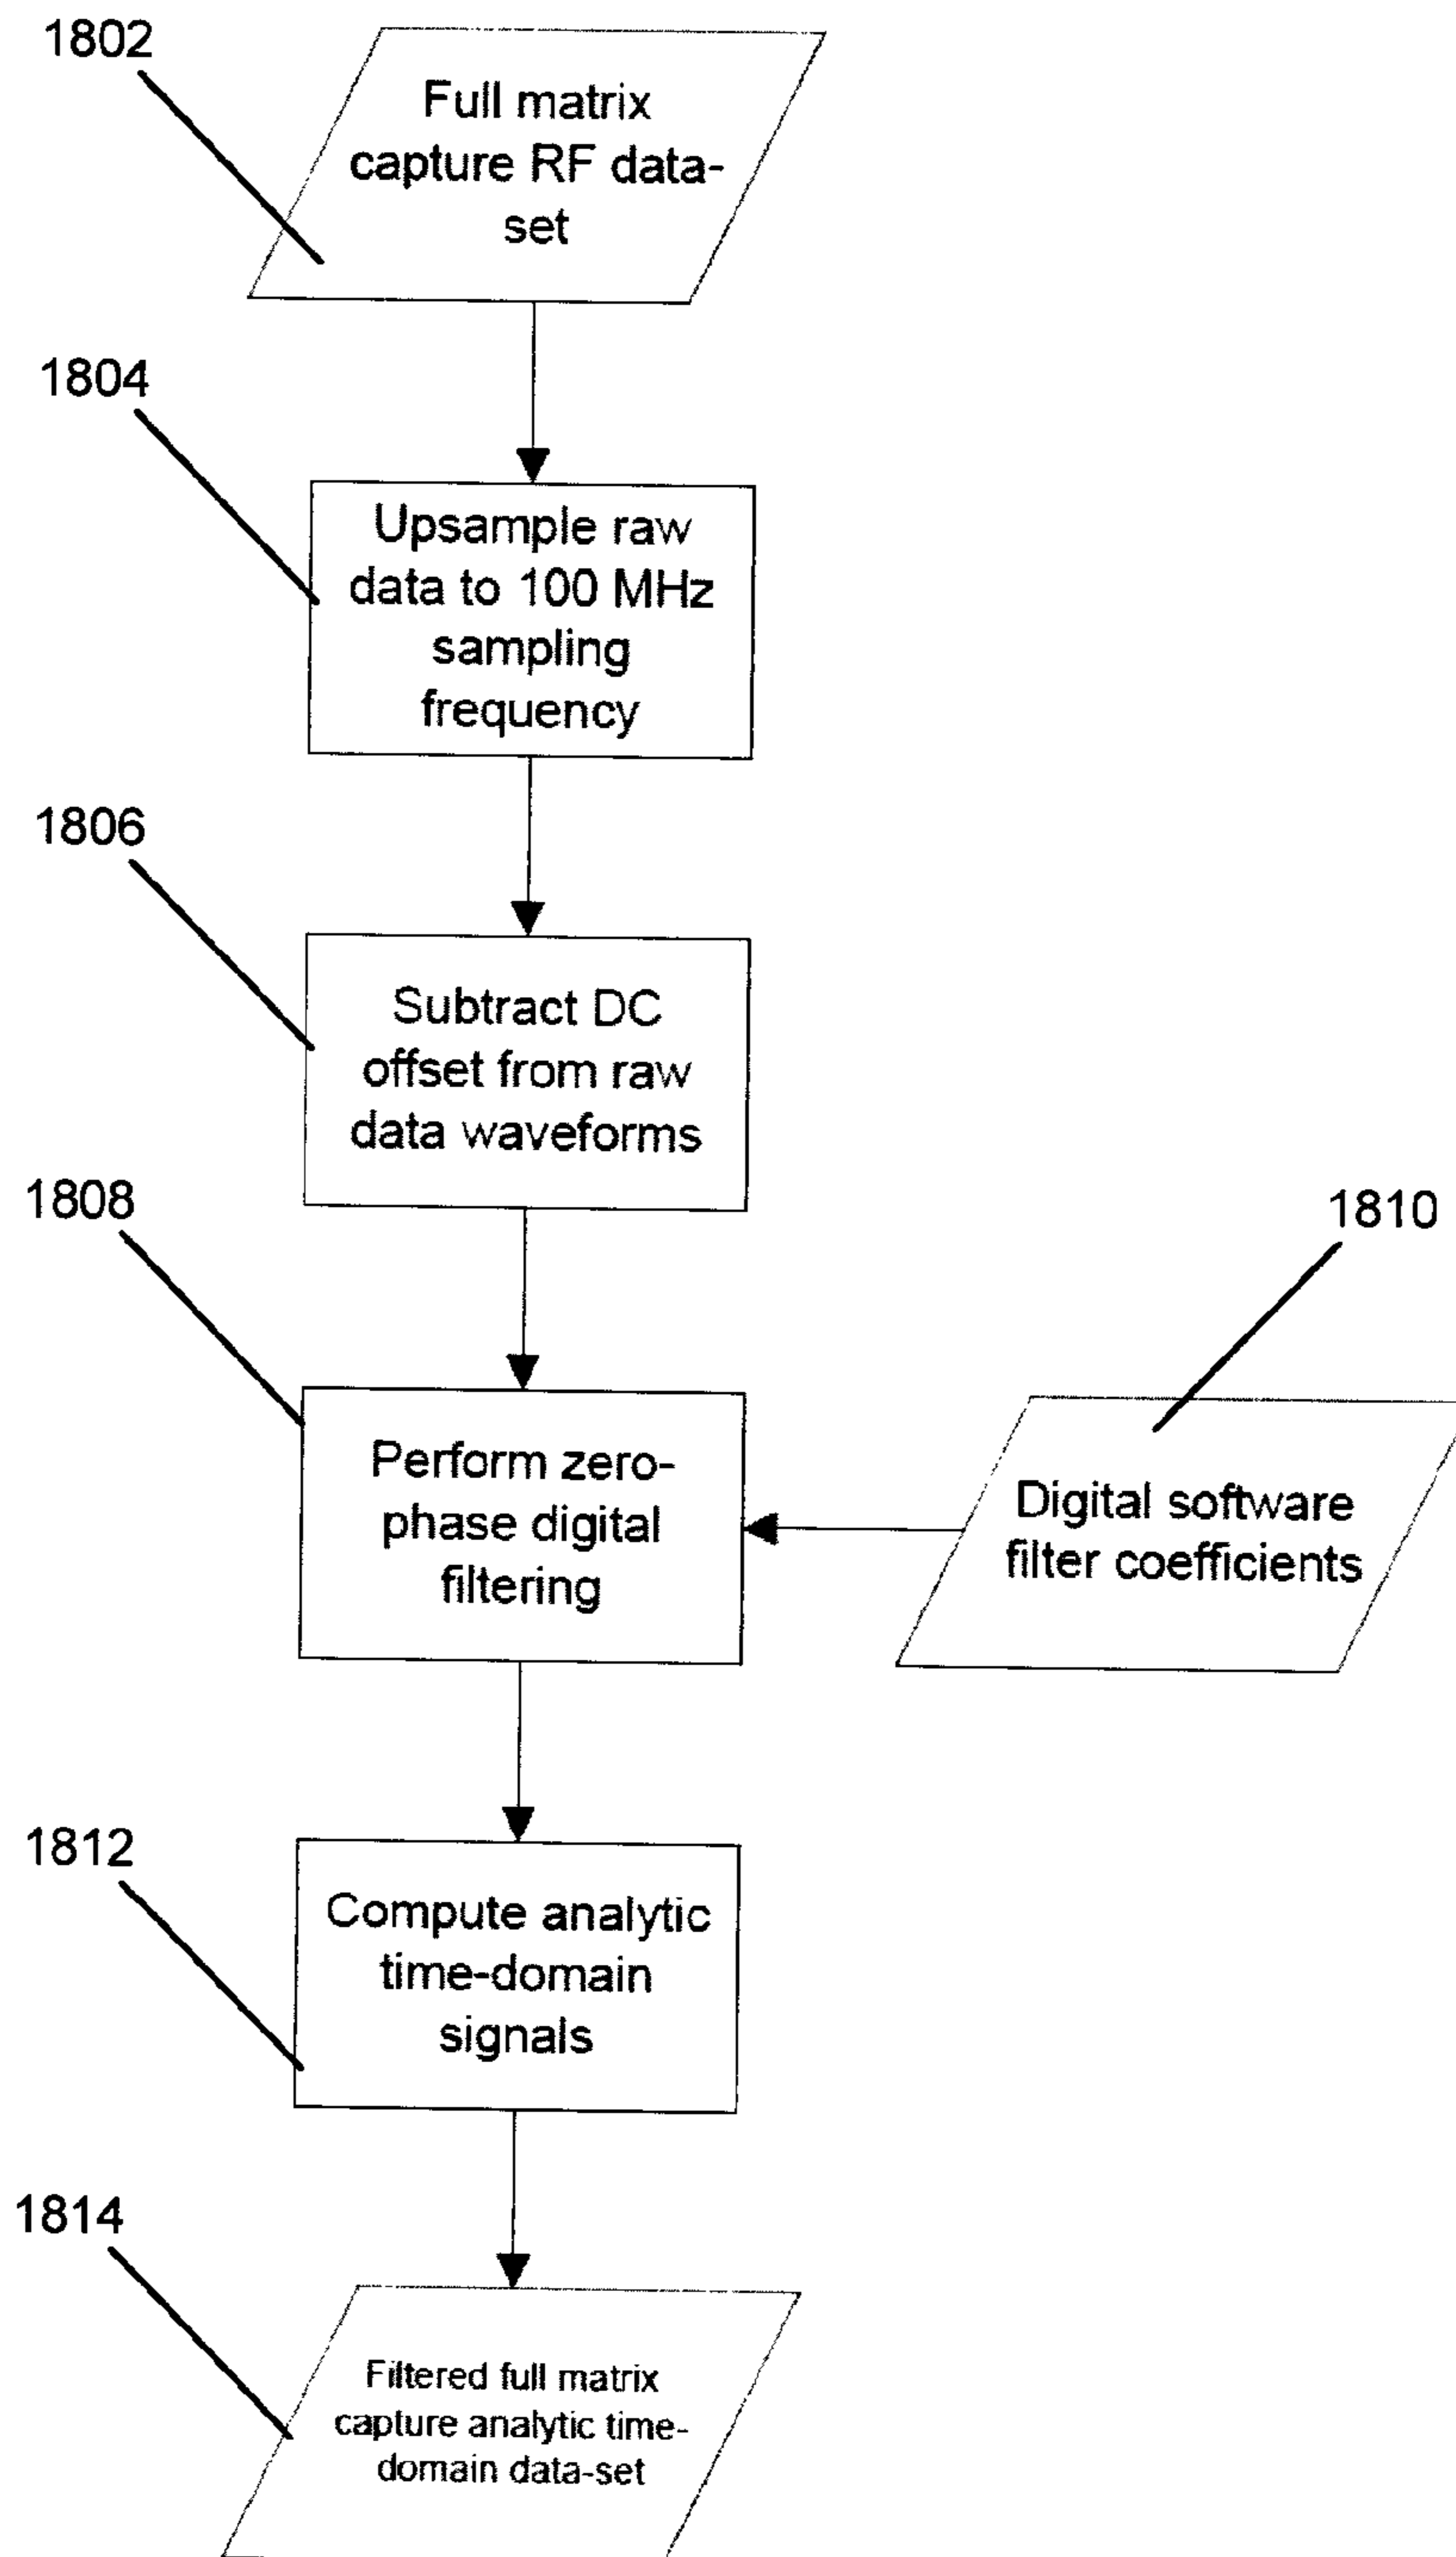 1802
Full matrix
capture RF data-
set
1804
Upsample raw
data to 100 MHz
sampling
frequency
1806
Subtract DC
offset from raw
data waveforms
1808
Perform zero-
phase digital
filtering
1810
Digital software
filter coefficients
1812
Compute analytic
time-domain
signals
1814
Filtered full matrix
capture analytic time-
domain data-set